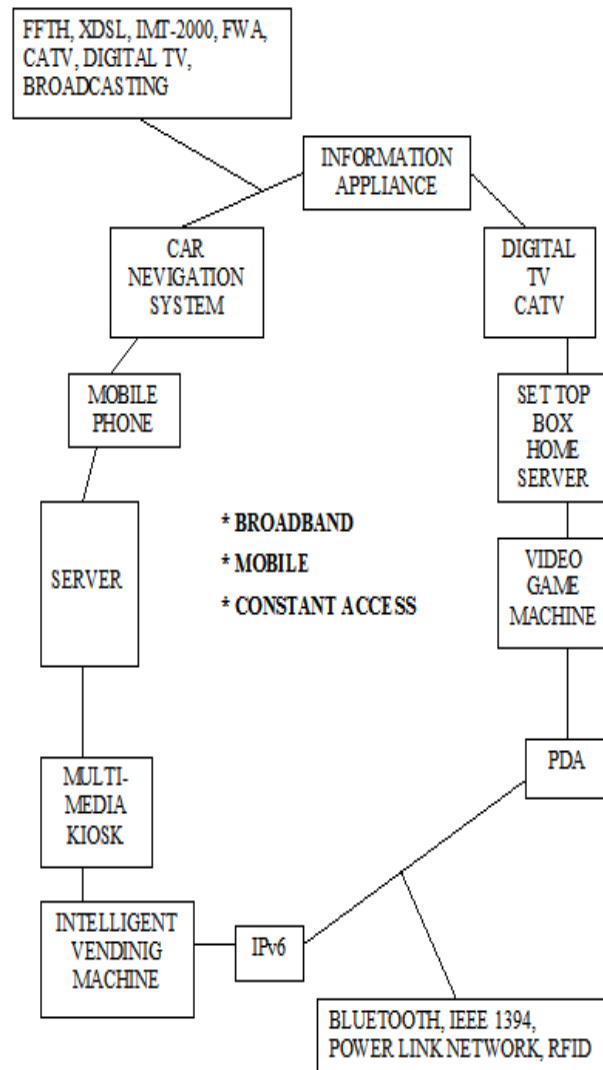 FFTH, XDSL, IMT-2000, FWA,
CATV, DIGITAL TV,
BROADCASTING
INFORMATION
APPLIANCE
CAR
NEVIGATION
SYSTEM
DIGITAL
TV
CATV
MOBILE
PHONE
SET TOP
BOX
HOME
SERVER
* BROADBAND
* MOBILE
* CONSTANT ACCESS
SERVER
VIDEO
GAME
MACHINE
MULTI-
MEDIA
KIOSK
PDA
INTELLIGENT
VENDINIG
MACHINE
IPv6
BLUETOOTH, IEEE 1394,
POWER LINK NETWORK, RFID